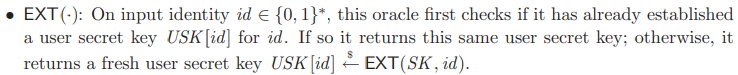 • EXT(·): On input identity id ∈ {0, 1}*, this oracle first checks if it has already established
a user secret key USK[id] for id. If so it returns this same user secret key; otherwise, it
returns a fresh user secret key USK[id] ←$ EXT(SK, id).